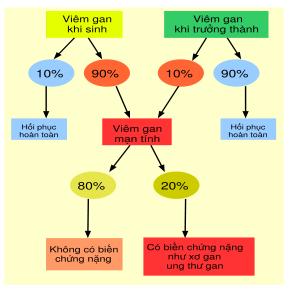 Viêm gan
khi sinh
Viêm gan
khi trưởng thành
10%
90%
10%
90%
Hồi phục
hoàn toàn
Viêm gan
mạn tính
Hồi phục
hoàn toàn
80%
20%
Không có biến
chứng nặng
Có biến chứng nặng
như xơ gan
ung thư gan